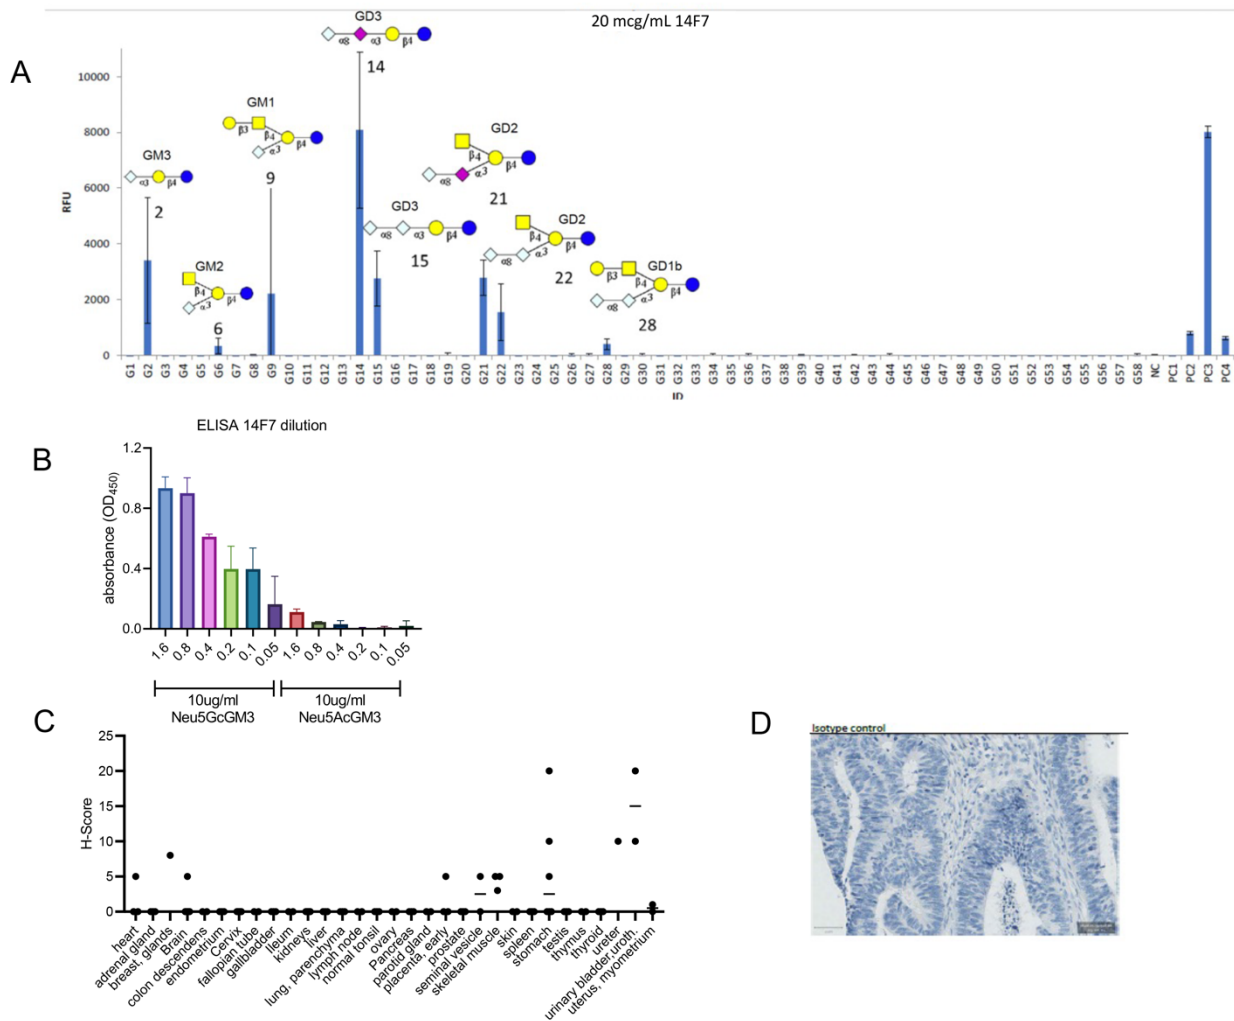 20 mcg/mL 14F7
A
GD3
α8 α3 β4
14
GM1
β3 β4 β4
α3
9
GM3
α3 β4
2
GM2
β4
α3 β4
6
GD2
β4 β4
α8 α3
21
GD3
α8 α3 β4
15
GD2
β4 β4
α8 α3
22
GD1b
β3 β4 β4
α8 α3
28
RFU
10000
8000
6000
4000
2000
0
G1 G2 G3 G4 G5 G6 G7 G8 G9 G10 G11 G12 G13 G14 G15 G16 G17 G18 G19 G20 G21 G22 G23 G24 G25 G26 G27 G28 G29 G30 G31 G32 G33 G34 G35 G36 G37 G38 G39 G40 G41 G42 G43 G44 G45 G46 G47 G48 G49 G50 G51 G52 G53 G54 G55 G56 G57 G58 NC PC1 PC2 PC3 PC4
ID
B
ELISA 14F7 dilution
absorbance (OD450)
1.2
0.8
0.4
0.0
1.6 0.8 0.4 0.2 0.1 0.05 1.6 0.8 0.4 0.2 0.1 0.05
10ug/ml
Neu5GcGM3
10ug/ml
Neu5AcGM3
C
H-Score
25
20
15
10
5
0
heart
adrenal gland
breast, glands
Brain
colon descendens
endometrium
Cervix
fallopian tube
gallbladder
Ileum
kidneys
liver
lung, parenchyma
lymph node
normal tonsil
ovary
Pancreas
parotid gland
placenta, early
prostate
seminal vesicle
skeletal muscle
skin
spleen
stomach
testis
thymus
thyroid
ureter
urinary bladder,uroth.
uterus, myometrium
D
Isotype control